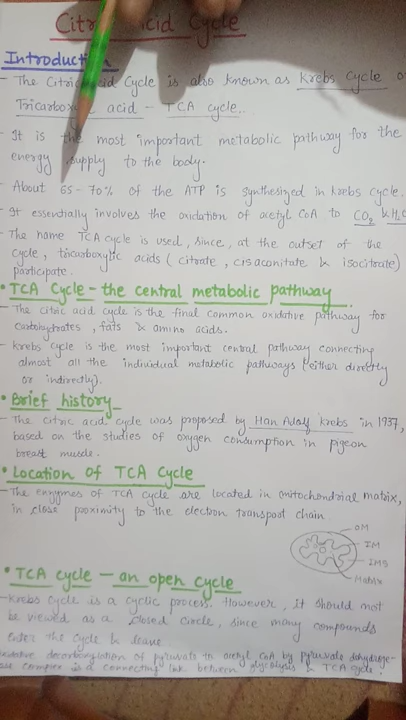 Citric Acid Cycle
Introduction
- The Citric Acid Cycle is also known as Krebs cycle or
Tricarboxylic acid - TCA cycle.
- It is the most important metabolic pathway for the
energy supply to the body.
- About 65-70% of the ATP is synthesized in krebs cycle.
- It essentially involves the oxidation of acetyl CoA to CO2 & H2O
- The name TCA cycle is used, since, at the outset of the
cycle, tricarboxylic acids (citrate, cisaconitate & isocitrate)
participate.
• TCA Cycle - the central metabolic pathway
- The citric acid cycle is the final common oxidative pathway for
carbohydrates, fats & amino acids.
- krebs cycle is the most important central pathway connecting
almost all the individual metabolic pathways (either directly
or indirectly).
• Brief history-
- The citric acid cycle was proposed by Han Adolf krebs in 1937,
based on the studies of oxygen consumption in pigeon
breast muscle.
• Location of TCA Cycle
- The enzymes of TCA cycle are located in mitochondrial matrix,
in close proximity to the electron transport chain
OM
IM
IMS
Matrix
• TCA cycle - an open cycle
- Krebs cycle is a cyclic process. However, it should not
be viewed as a closed circle, since many compounds
enter the cycle & leave
decarboxylation of pyruvate to acetyl CoA by pyruvate dehydroge-
complex is a connecting link between glycolysis & TCA cycle.